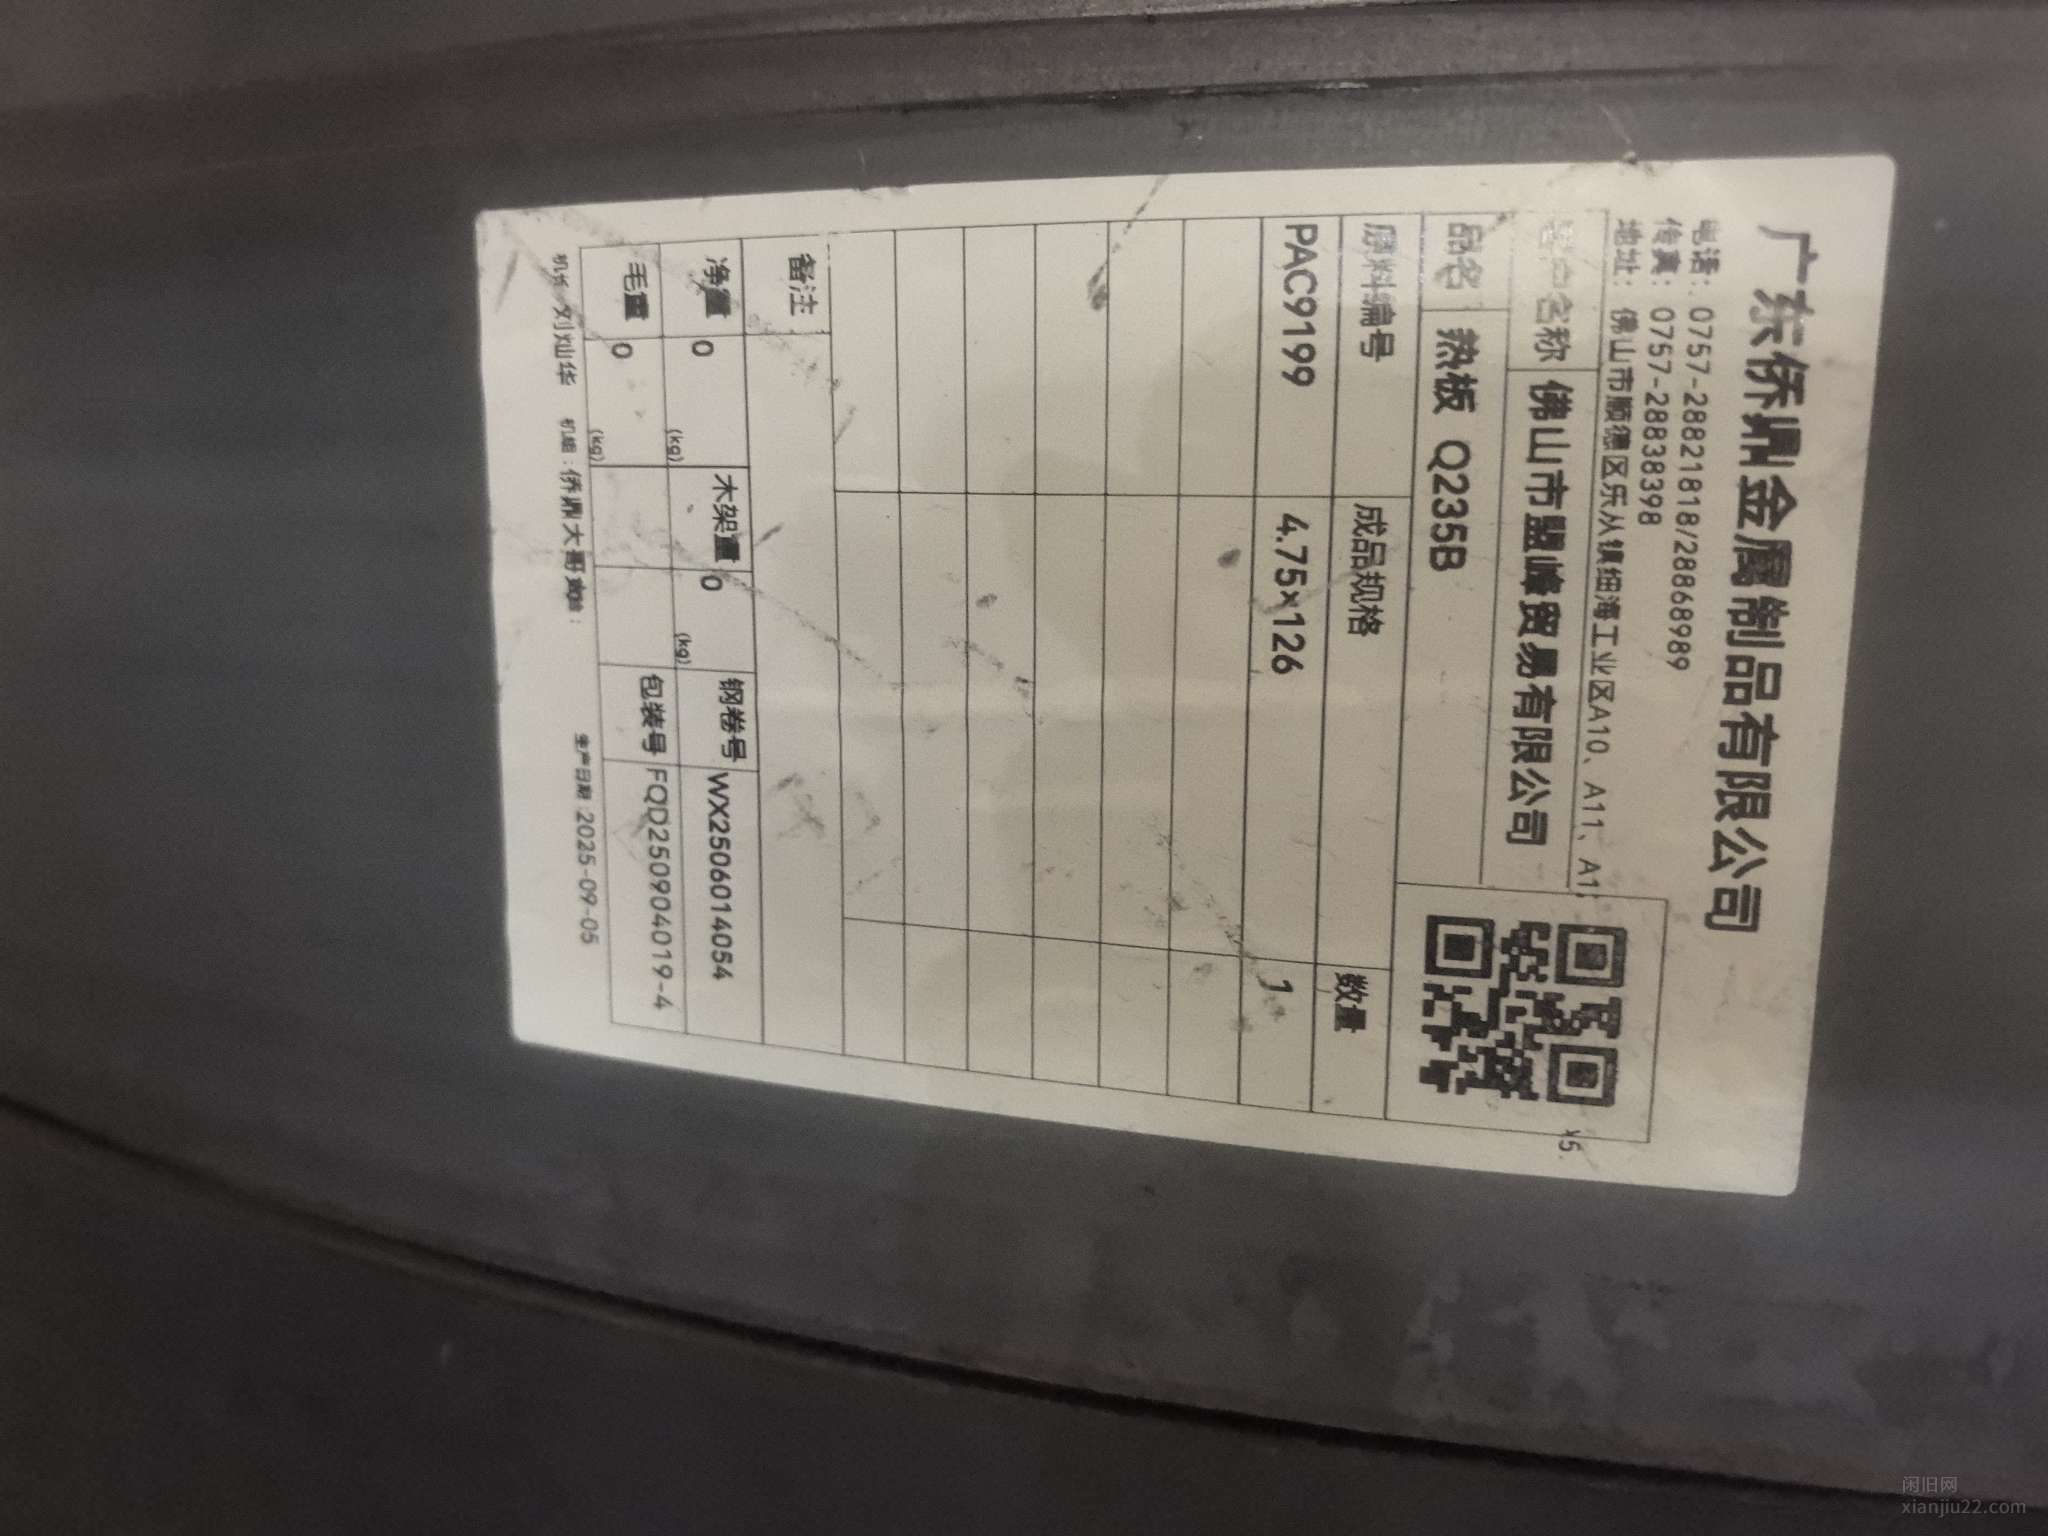 广东侨鼎金属制品有限公司
电话：0757-28821818/28868989
传真：0757-28838398
地址：佛山市顺德区乐从镇细海工业区A10、A11、A1
客户名称 佛山市盟峰贸易有限公司
品名 热板 Q235B
原料编号 成品规格 数量
PAC9199 4.75×126 1
备注
净重 0 (kg) 木架重 0 (kg) 钢卷号 WX2506014054
毛重 0 (kg) 包装号 FQD250904019-4
机长 刘灿华 机组：侨鼎大哥 生产日期：2025-09-05
闲旧网
xianjiu22.com